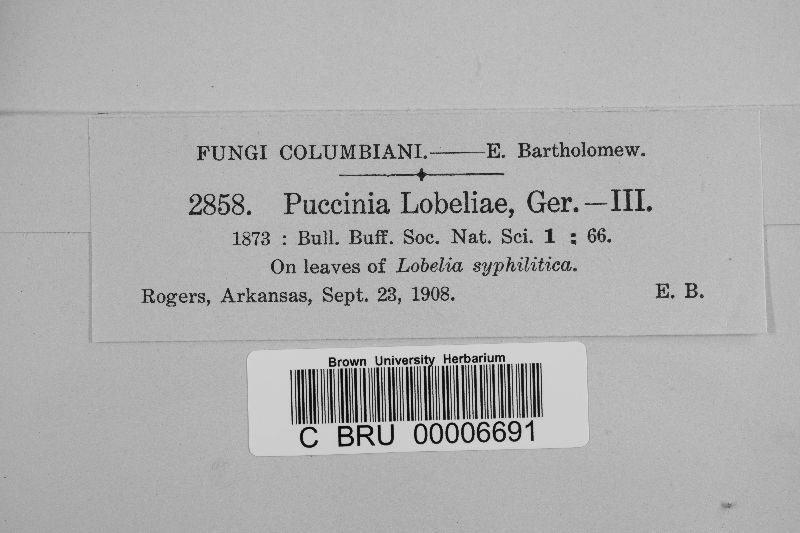 FUNGI COLUMBIANI.——E. Bartholomew.
2858. Puccinia Lobeliae, Ger.—III.
1873 : Bull. Buff. Soc. Nat. Sci. 1 : 66.
On leaves of Lobelia syphilitica.
Rogers, Arkansas, Sept. 23, 1908. E. B.
Brown University Herbarium
C BRU 00006691